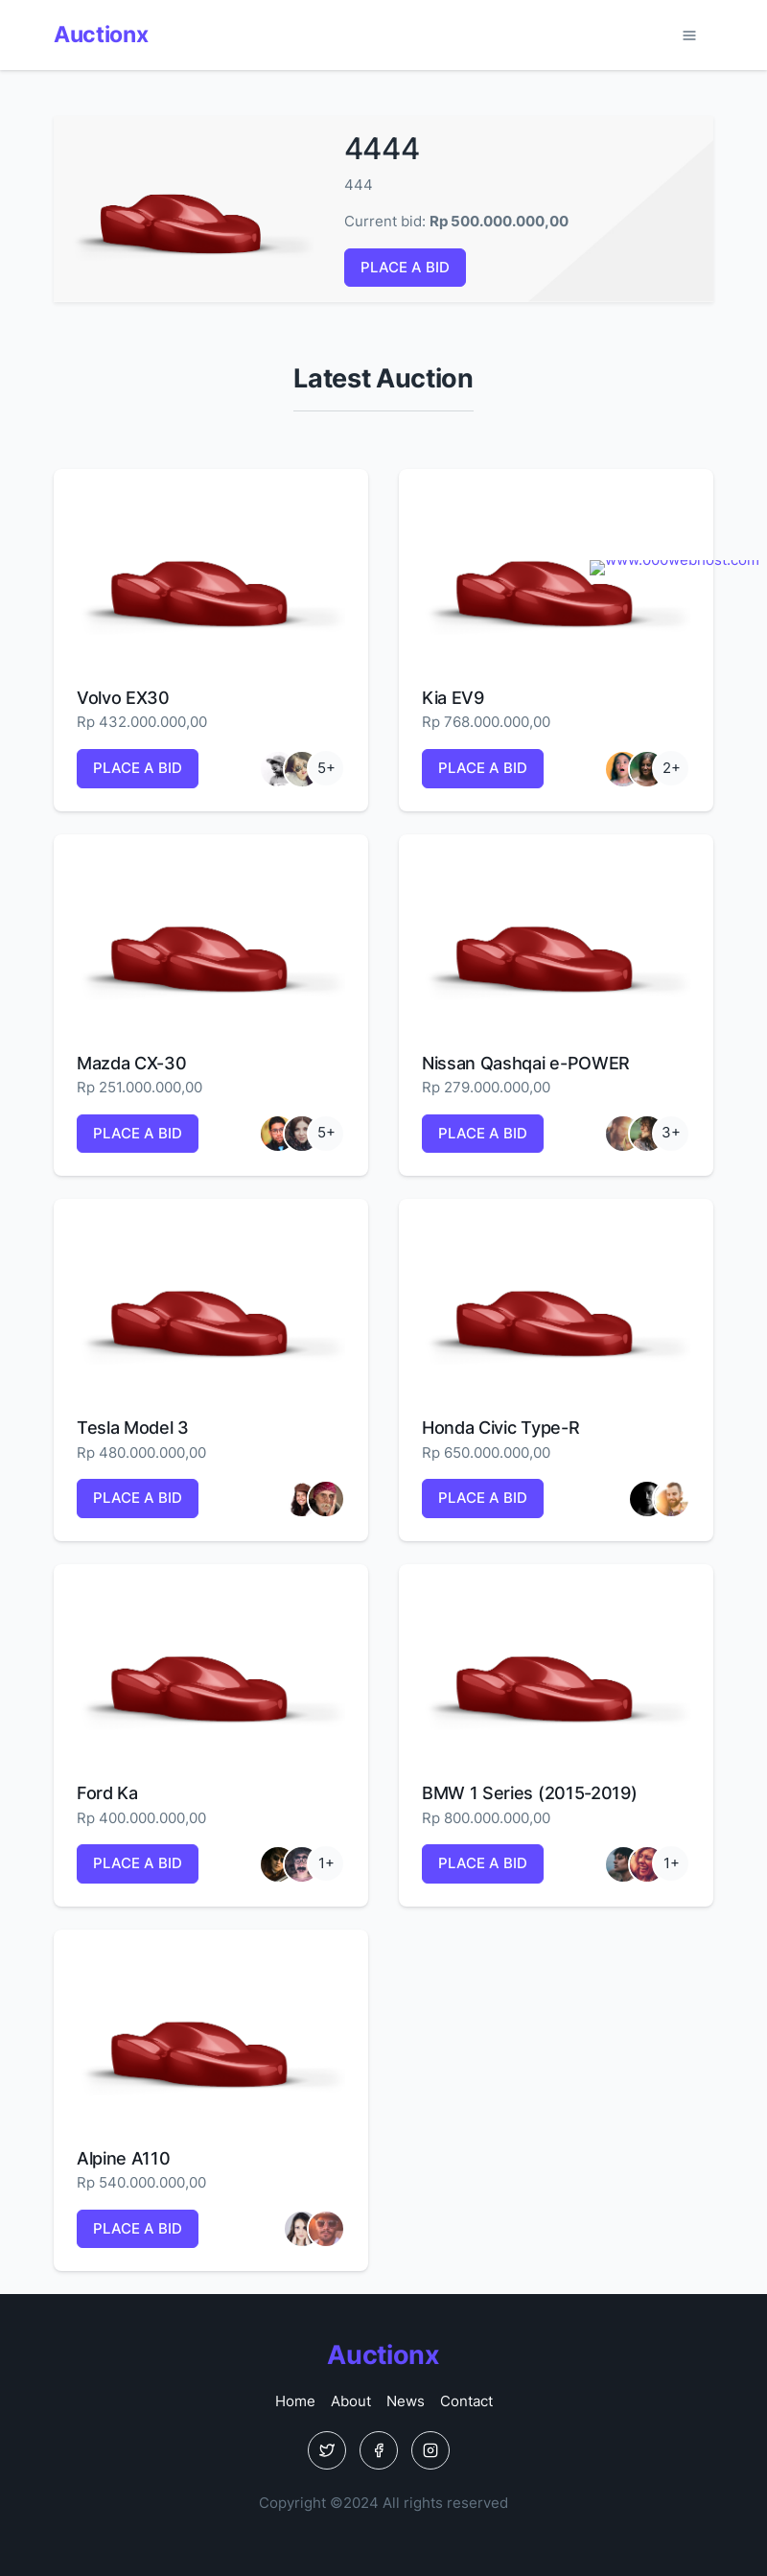 Auctionx
4444
444
Current bid: Rp 500.000.000,00
PLACE A BID
Latest Auction
www.000webhost.com
Volvo EX30
Rp 432.000.000,00
PLACE A BID
5+
Kia EV9
Rp 768.000.000,00
PLACE A BID
2+
Mazda CX-30
Rp 251.000.000,00
PLACE A BID
5+
Nissan Qashqai e-POWER
Rp 279.000.000,00
PLACE A BID
3+
Tesla Model 3
Rp 480.000.000,00
PLACE A BID
Honda Civic Type-R
Rp 650.000.000,00
PLACE A BID
Ford Ka
Rp 400.000.000,00
PLACE A BID
1+
BMW 1 Series (2015-2019)
Rp 800.000.000,00
PLACE A BID
1+
Alpine A110
Rp 540.000.000,00
PLACE A BID
Auctionx
Home About News Contact
Copyright ©2024 All rights reserved